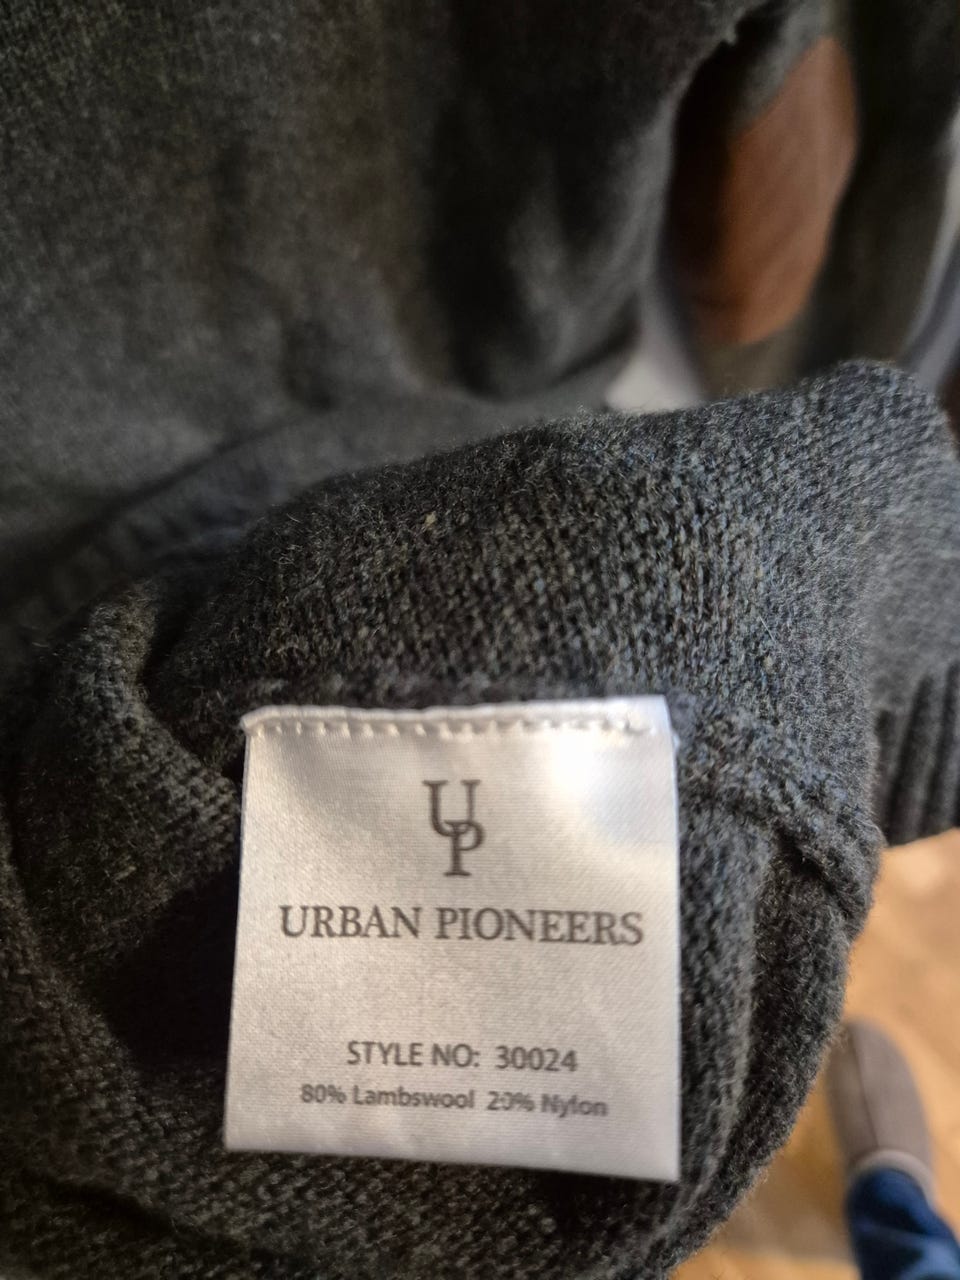 UP
URBAN PIONEERS
STYLE NO: 30024
80% Lambswool 20% Nylon